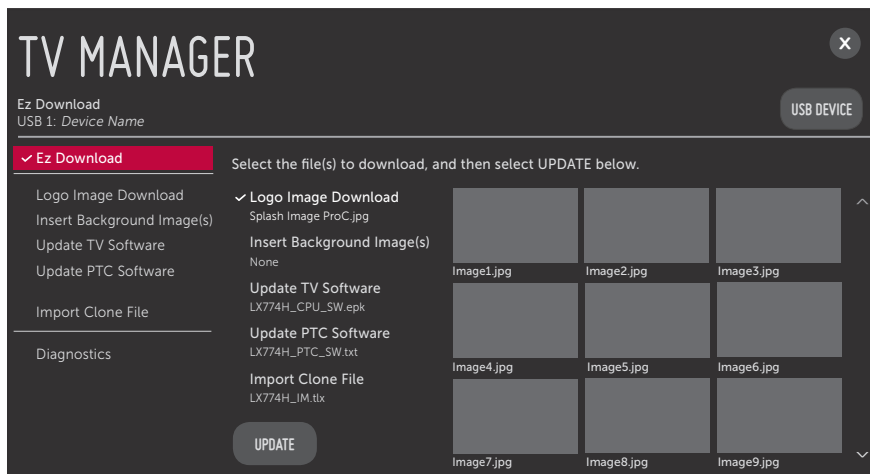 TV MANAGER
X
Ez Download
USB 1: Device Name
USB DEVICE
Ez Download
Logo Image Download
Insert Background Image(s)
Update TV Software
Update PTC Software
Import Clone File
Diagnostics
Select the file(s) to download, and then select UPDATE below.
Logo Image Download
Splash Image ProC.jpg
Insert Background Image(s)
None
Update TV Software
LX774H_CPU_SW.epk
Update PTC Software
LX774H_PTC_SW.txt
Import Clone File
LX774H_IM.tlx
UPDATE
Image1.jpg
Image2.jpg
Image3.jpg
Image4.jpg
Image5.jpg
Image6.jpg
Image7.jpg
Image8.jpg
Image9.jpg